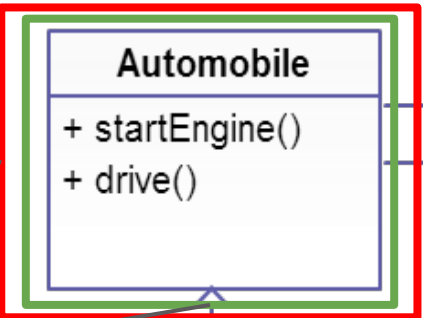 Automobile
+ startEngine()
+ drive()